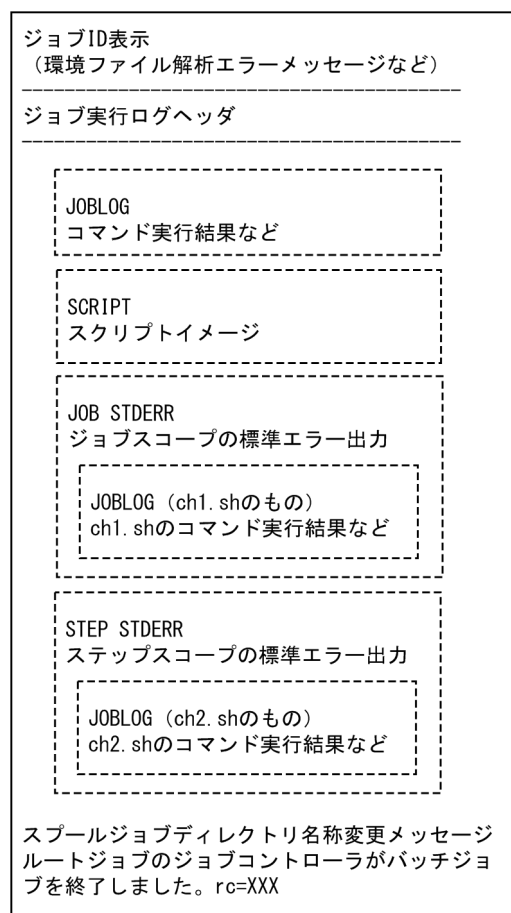 ジョブID表示
（環境ファイル解析エラーメッセージなど）
ジョブ実行ログヘッダ
JOBLOG
コマンド実行結果など
SCRIPT
スクリプトイメージ
JOB STDERR
ジョブスコープの標準エラー出力
JOBLOG（ch1.shのもの）
ch1.shのコマンド実行結果など
STEP STDERR
ステップスコープの標準エラー出力
JOBLOG（ch2.shのもの）
ch2.shのコマンド実行結果など
スプールジョブディレクトリ名称変更メッセージ
ルートジョブのジョブコントローラがバッチジョ
ブを終了しました。rc=XXX